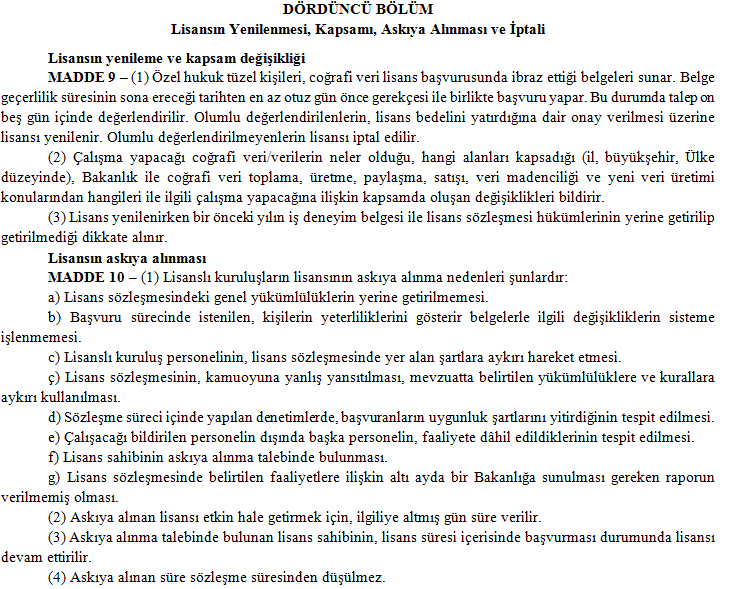 DÖRDÜNCÜ BÖLÜM
Lisansın Yenilenmesi, Kapsamı, Askıya Alınması ve İptali
Lisansın yenileme ve kapsam değişikliği
MADDE 9 – (1) Özel hukuk tüzel kişileri, coğrafi veri lisans başvurusunda ibraz ettiği belgeleri sunar. Belge
geçerlilik süresinin sona ereceği tarihten en az otuz gün önce gerekçesi ile birlikte başvuru yapar. Bu durumda talep on
beş gün içinde değerlendirilir. Olumlu değerlendirilenlerin, lisans bedelini yatırdığına dair onay verilmesi üzerine
lisansı yenilenir. Olumlu değerlendirilmeyenlerin lisansı iptal edilir.
(2) Çalışma yapacağı coğrafi veri/verilerin neler olduğu, hangi alanları kapsadığı (il, büyükşehir, Ülke
düzeyinde), Bakanlık ile coğrafi veri toplama, üretme, paylaşma, satışı, veri madenciliği ve yeni veri üretimi
konularından hangileri ile ilgili çalışma yapacağına ilişkin kapsamda oluşan değişiklikleri bildirir.
(3) Lisans yenilenirken bir önceki yılın iş deneyim belgesi ile lisans sözleşmesi hükümlerinin yerine getirilip
getirilmediği dikkate alınır.
Lisansın askıya alınması
MADDE 10 – (1) Lisanslı kuruluşların lisansının askıya alınma nedenleri şunlardır:
a) Lisans sözleşmesindeki genel yükümlülüklerin yerine getirilmemesi.
b) Başvuru sürecinde istenilen, kişilerin yeterliliklerini gösterir belgelerle ilgili değişikliklerin sisteme
işlenmemesi.
c) Lisanslı kuruluş personelinin, lisans sözleşmesinde yer alan şartlara aykırı hareket etmesi.
ç) Lisans sözleşmesinin, kamuoyuna yanlış yansıtılması, mevzuatta belirtilen yükümlülüklere ve kurallara
aykırı kullanılması.
d) Sözleşme süreci içinde yapılan denetimlerde, başvuranların uygunluk şartlarını yitirdiğinin tespit edilmesi.
e) Çalışacağı bildirilen personelin dışında başka personelin, faaliyete dâhil edildiklerinin tespit edilmesi.
f) Lisans sahibinin askıya alınma talebinde bulunması.
g) Lisans sözleşmesinde belirtilen faaliyetlere ilişkin altı ayda bir Bakanlığa sunulması gereken raporun
verilmemiş olması.
(2) Askıya alınan lisansı etkin hale getirmek için, ilgiliye altmış gün süre verilir.
(3) Askıya alınma talebinde bulunan lisans sahibinin, lisans süresi içerisinde başvurması durumunda lisansı
devam ettirilir.
(4) Askıya alınan süre sözleşme süresinden düşülmez.